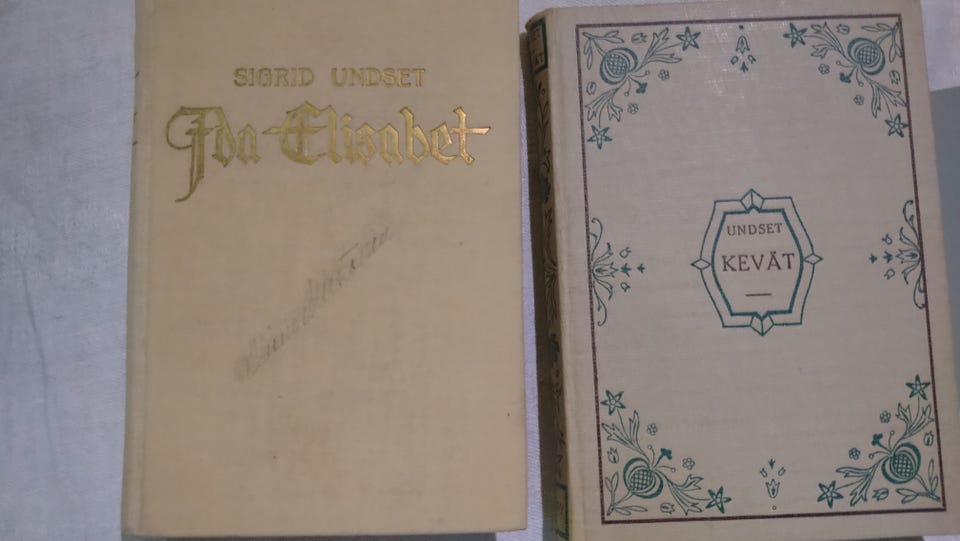 SIGRID UNDSET
Ida Elisabet
UNDSET
KEVÄT